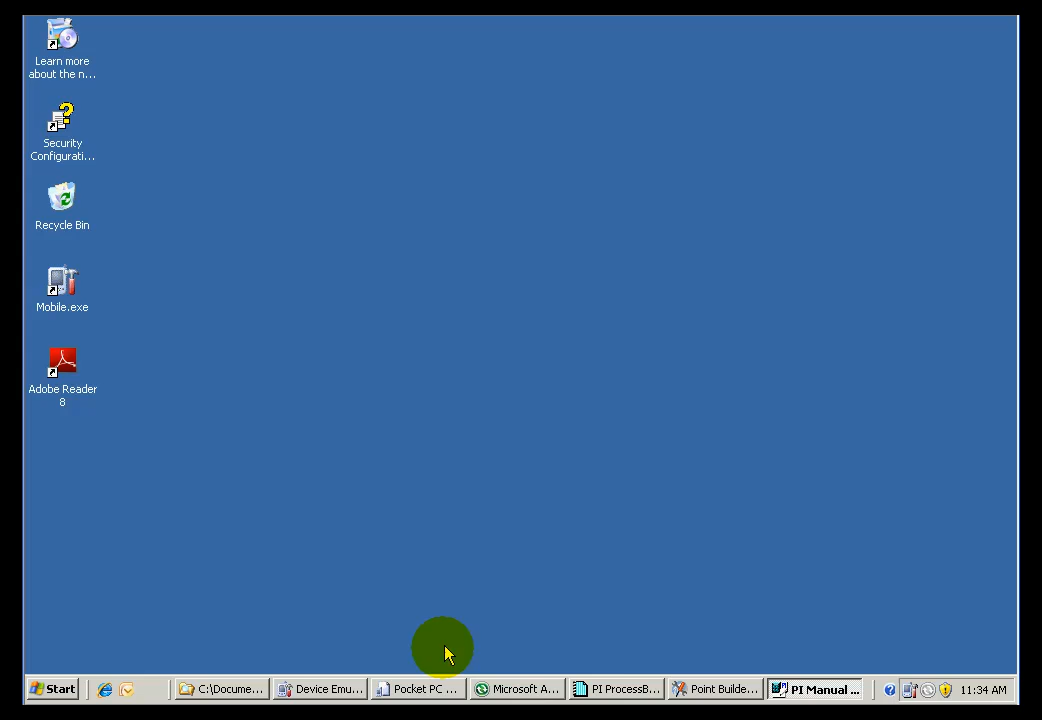 Learn more
about the n...
Security
Configurati...
Recycle Bin
Mobile.exe
Adobe Reader
8
Start
C:\Docume...
Device Emu...
Pocket PC ...
Microsoft A...
PI ProcessB...
Point Builde...
PI Manual ...
11:34 AM